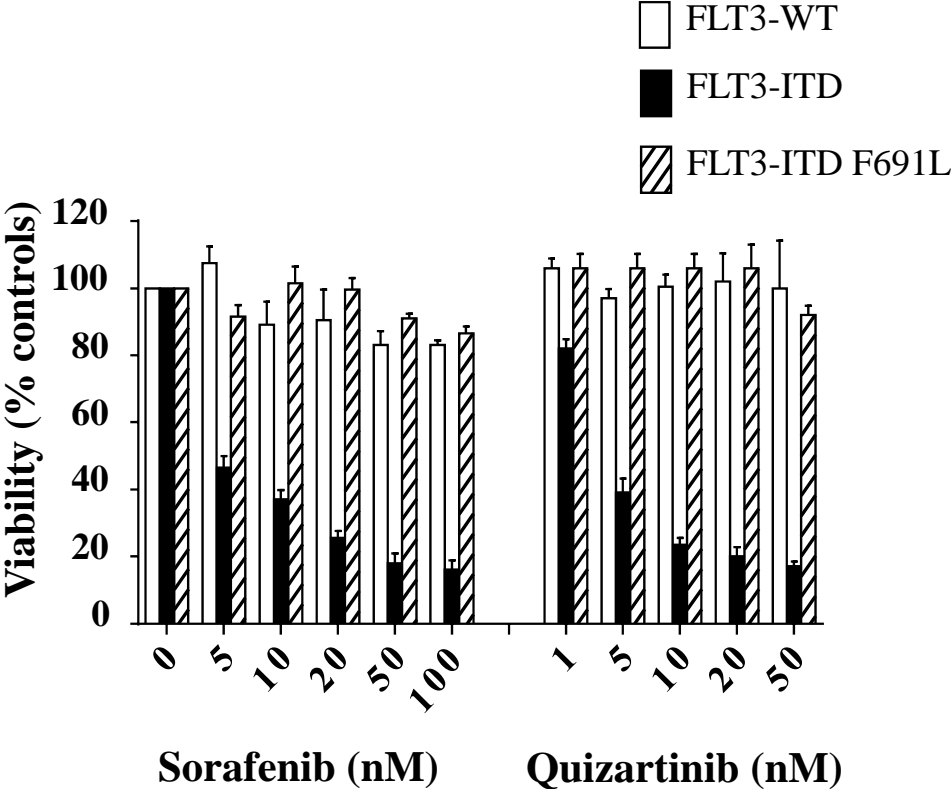 FLT3-WT
FLT3-ITD
FLT3-ITD F691L
Viability (% controls)
120
100
80
60
40
20
0
0 5 10 20 50 100 1 5 10 20 50
Sorafenib (nM) Quizartinib (nM)